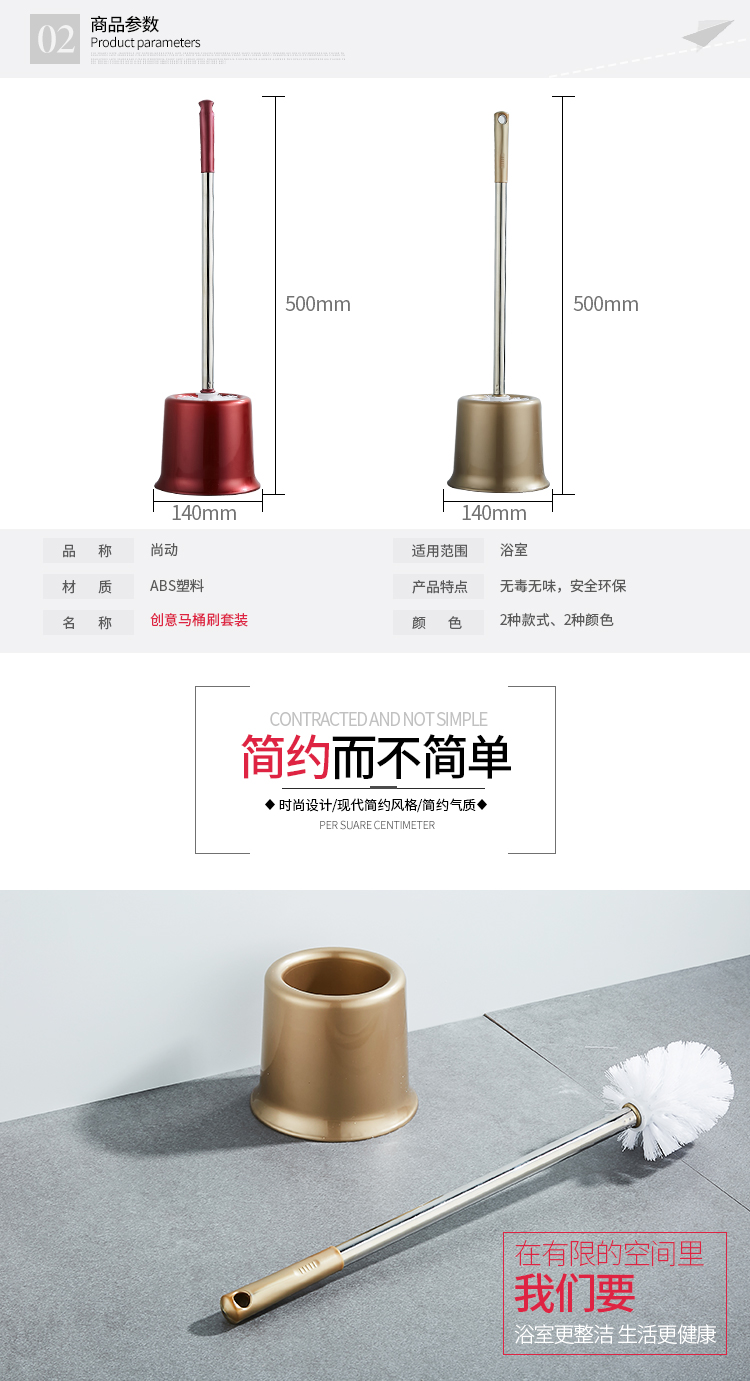 02
商品参数
Product parameters
500mm
500mm
140mm
140mm
品 称 尚动
适用范围 浴室
材 质 ABS塑料
产品特点 无毒无味，安全环保
名 称 创意马桶刷套装
颜 色 2种款式、2种颜色
CONTRACTED AND NOT SIMPLE
简约而不简单
♦ 时尚设计/现代简约风格/简约气质♦
PER SUARE CENTIMETER
在有限的空间里
我们要
浴室更整洁 生活更健康